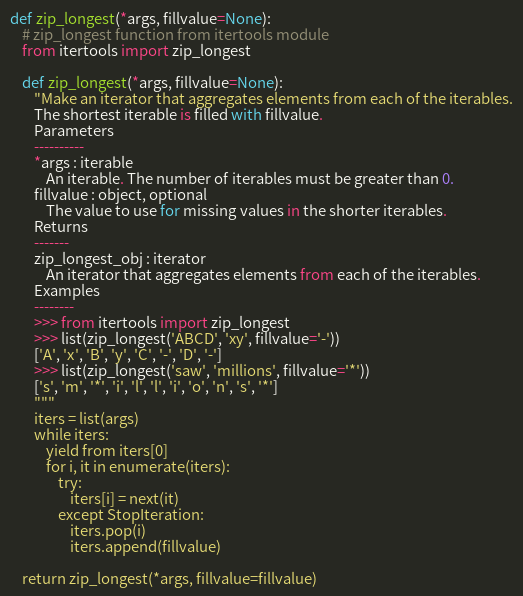 def zip_longest(*args, fillvalue=None):
# zip_longest function from itertools module
from itertools import zip_longest
def zip_longest(*args, fillvalue=None):
"Make an iterator that aggregates elements from each of the iterables.
The shortest iterable is filled with fillvalue.
Parameters
----------
*args : iterable
An iterable. The number of iterables must be greater than 0.
fillvalue : object, optional
The value to use for missing values in the shorter iterables.
Returns
-------
zip_longest_obj : iterator
An iterator that aggregates elements from each of the iterables.
Examples
--------
>>> from itertools import zip_longest
>>> list(zip_longest('ABCD', 'xy', fillvalue='-'))
['A', 'x', 'B', 'y', 'C', '-', 'D', '-']
>>> list(zip_longest('saw', 'millions', fillvalue='*'))
['s', 'm', '*', 'i', 'l', 'l', 'i', 'o', 'n', 's', '*']
"""
iters = list(args)
while iters:
yield from iters[0]
for i, it in enumerate(iters):
try:
iters[i] = next(it)
except StopIteration:
iters.pop(i)
iters.append(fillvalue)
return zip_longest(*args, fillvalue=fillvalue)